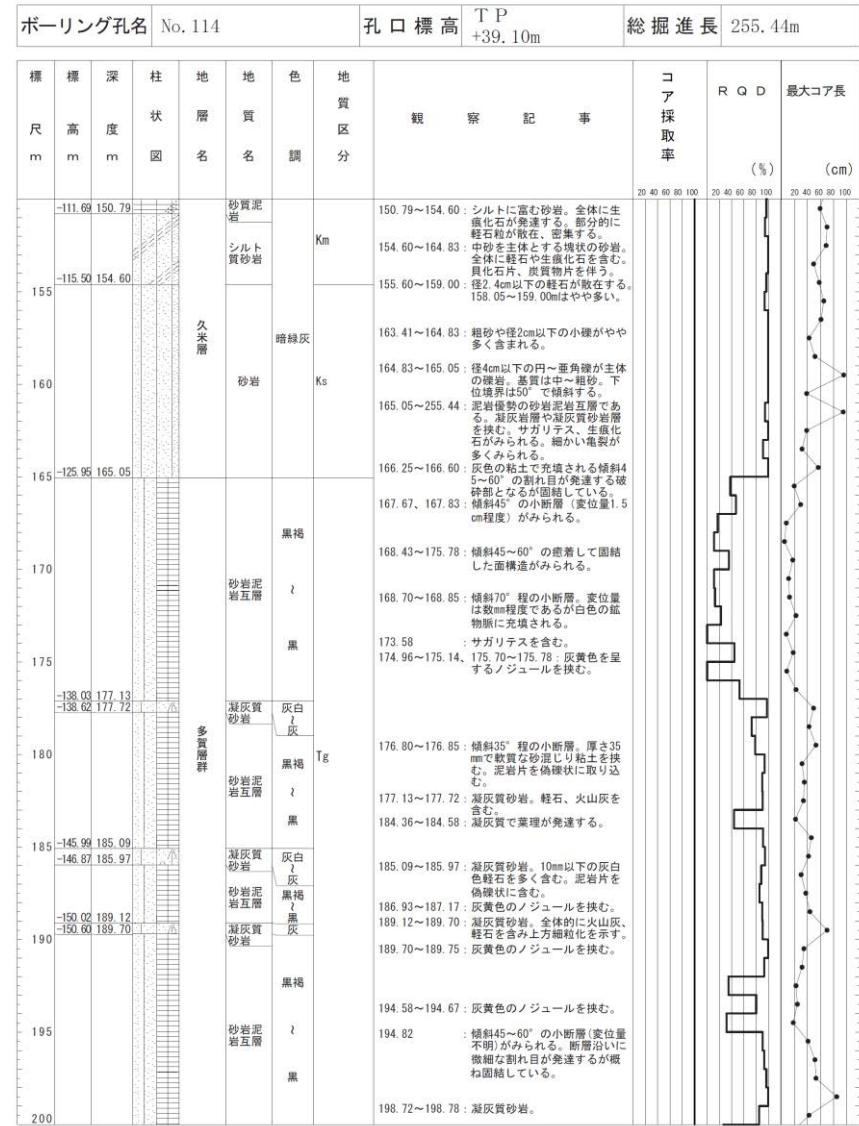 ボーリング孔名 No.114 孔口標高 TP +39.10m 総掘進長 255.44m
標尺 m
標高 m
深度 m
柱状図
地層名
地質名
色調
地質区分
観察記事
コア採取率
RQD (%)
最大コア長 (cm)
20 40 60 80 100
20 40 60 80 100
20 40 60 80 100
155
160
165
170
175
180
185
190
195
200
-111.69 150.79
-115.50 154.60
-125.95 165.05
-138.03 177.13
-138.62 177.72
-145.99 185.09
-146.87 185.97
-150.02 189.12
-150.60 189.70
久米層
多賀層群
砂質泥
岩
シルト
質砂岩
砂岩
砂岩泥
岩互層
凝灰質
砂岩
砂岩泥
岩互層
凝灰質
砂岩
砂岩泥
岩互層
凝灰質
砂岩
砂岩泥
岩互層
暗緑灰
黒褐
~
黒
灰白
~
灰
黒褐
~
黒
灰白
~
灰
黒褐
~
黒
灰
黒褐
~
黒
Km
Ks
Tg
150.79~154.60:シルトに富む砂岩。全体に生
痕化石が発達する。部分的に
軽石粒が散在、密集する。
154.60~164.83:中砂を主体とする塊状の砂岩。
全体に軽石や生痕化石を含む。
貝化石片、炭質物片を伴う。
155.60~159.00:径2.4cm以下の軽石が散在する。
158.05~159.00mはやや多い。
163.41~164.83:粗砂や径2cm以下の小礫がやや
多く含まれる。
164.83~165.05:径4cm以下の円~亜角礫が主体
の礫岩。基質は中~粗砂。下
位境界は50°で傾斜する。
165.05~255.44:泥岩優勢の砂岩泥岩互層であ
る。凝灰岩層や凝灰質砂岩層
を挟む。サガリテス、生痕化
石がみられる。細かい亀裂が
多くみられる。
166.25~166.60:灰色の粘土で充填される傾斜4
5~60°の割れ目が発達する破
砕部となるが固結している。
167.67、167.83:傾斜45°の小断層(変位量1.5
cm程度)がみられる。
168.43~175.78:傾斜45~60°の癒着して固結
した面構造がみられる。
168.70~168.85:傾斜70°程の小断層。変位量
は数mm程度であるが白色の鉱
物脈に充填される。
173.58 :サガリテスを含む。
174.96~175.14、175.70~175.78:灰黄色を呈
するノジュールを挟む。
176.80~176.85:傾斜35°程の小断層。厚さ35
mmで軟質な砂混じり粘土を挟
む。泥岩片を偽礫状に取り込
む。
177.13~177.72:凝灰質砂岩。軽石、火山灰を
含む。
184.36~184.58:凝灰質で葉理が発達する。
185.09~185.97:凝灰質砂岩。10mm以下の灰白
色軽石を多く含む。泥岩片を
偽礫状に含む。
186.93~187.17:灰黄色のノジュールを挟む。
189.12~189.70:凝灰質砂岩。全体的に火山灰、
軽石を含み上方細粒化を示す。
189.70~189.75:灰黄色のノジュールを挟む。
194.58~194.67:灰黄色のノジュールを挟む。
194.82 :傾斜45~60°の小断層(変位量
不明)がみられる。断層沿いに
微細な割れ目が発達するが概
ね固結している。
198.72~198.78:凝灰質砂岩。